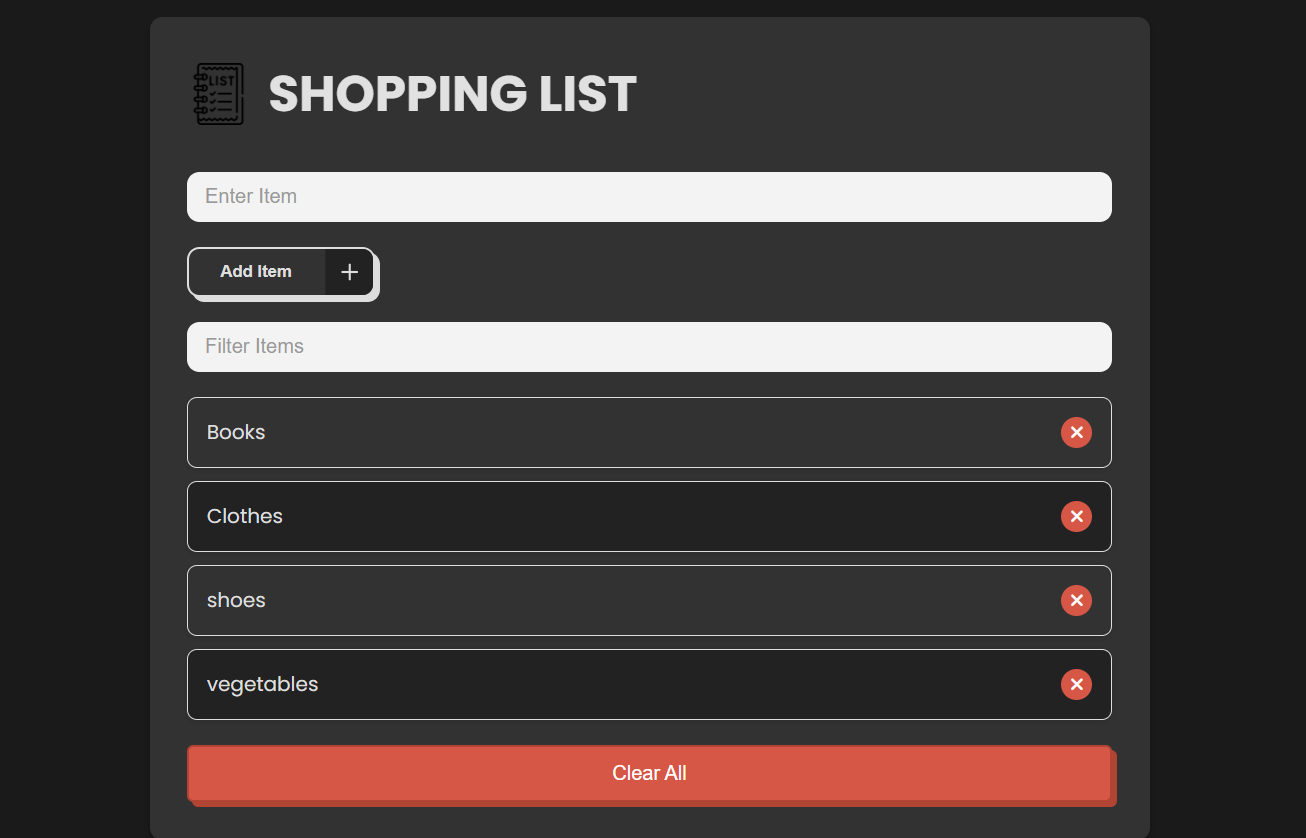 LIST
SHOPPING LIST
Enter Item
Add Item
Filter Items
Books
Clothes
shoes
vegetables
Clear All